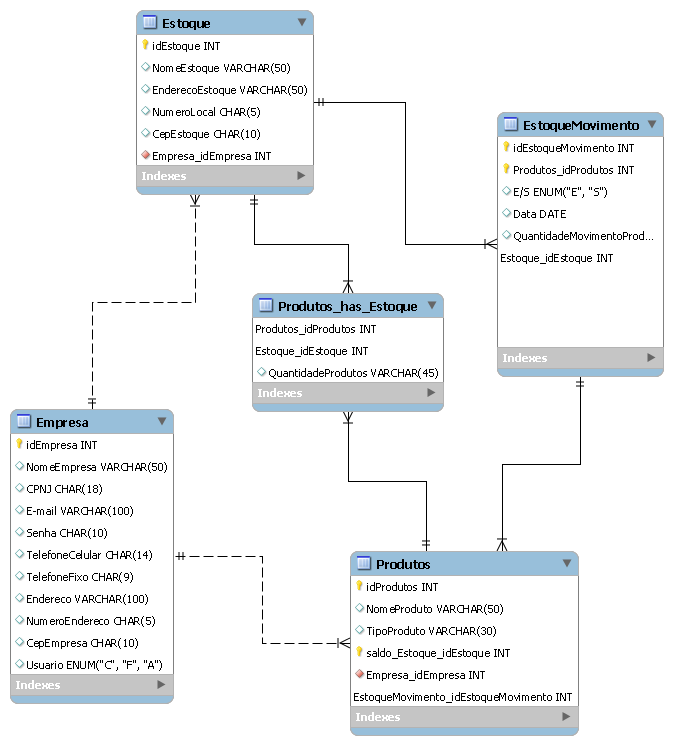 Estoque
idEstoque INT
NomeEstoque VARCHAR(50)
EnderecoEstoque VARCHAR(50)
NumeroLocal CHAR(5)
CepEstoque CHAR(10)
Empresa_idEmpresa INT
Indexes
EstoqueMovimento
idEstoqueMovimento INT
Produtos_idProdutos INT
E/S ENUM("E", "S")
Data DATE
QuantidadeMovimentoProd...
Estoque_idEstoque INT
Indexes
Produtos_has_Estoque
Produtos_idProdutos INT
Estoque_idEstoque INT
QuantidadeProdutos VARCHAR(45)
Indexes
Empresa
idEmpresa INT
NomeEmpresa VARCHAR(50)
CPNJ CHAR(18)
E-mail VARCHAR(100)
Senha CHAR(10)
TelefoneCelular CHAR(14)
TelefoneFixo CHAR(9)
Endereco VARCHAR(100)
NumeroEndereco CHAR(5)
CepEmpresa CHAR(10)
Usuario ENUM("C", "F", "A")
Indexes
Produtos
idProdutos INT
NomeProduto VARCHAR(50)
TipoProduto VARCHAR(30)
saldo_Estoque_idEstoque INT
Empresa_idEmpresa INT
EstoqueMovimento_idEstoqueMovimento INT
Indexes